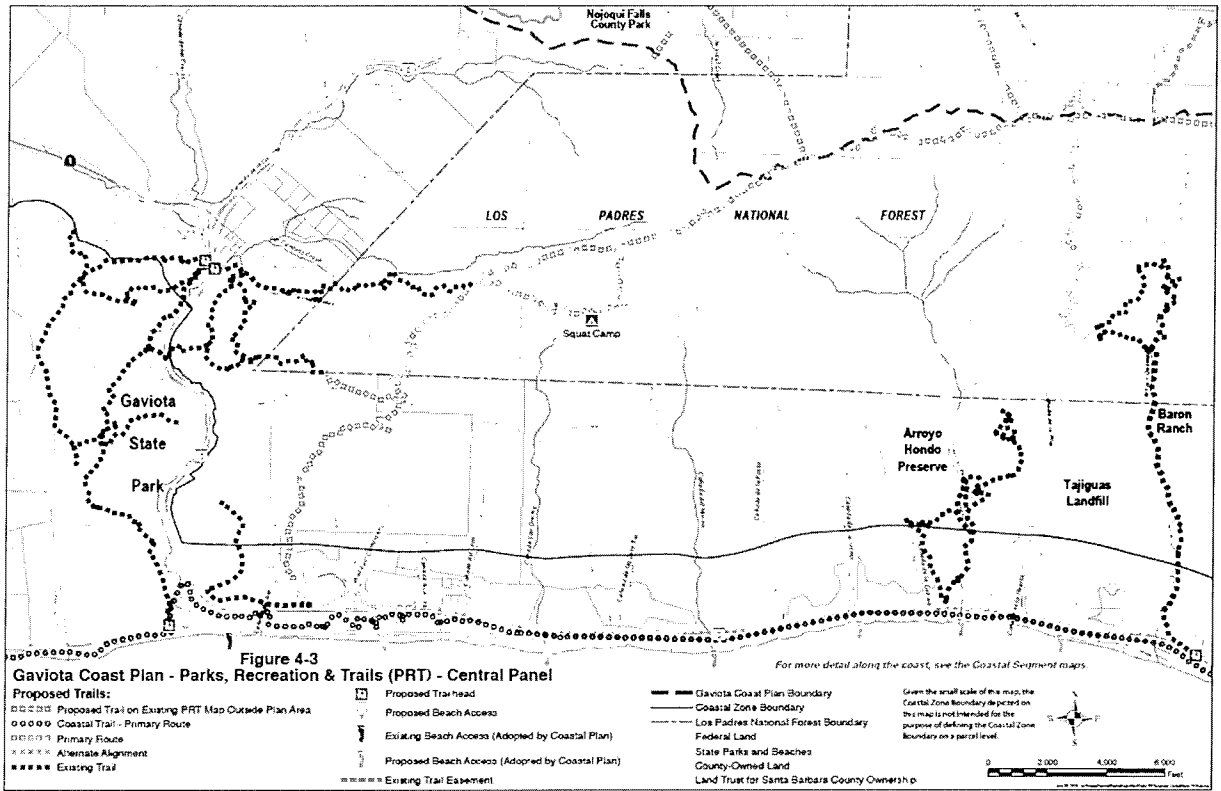 Nojoqui Falls
County Park
LOS PADRES NATIONAL FOREST
Squat Camp
Gaviota
State
Park
Arroyo
Hondo
Preserve
Tajiguas
Landfill
Baron
Ranch
Figure 4-3
Gaviota Coast Plan - Parks, Recreation & Trails (PRT) - Central Panel
For more detail along the coast, see the Coastal Segment maps.
Proposed Trails:
Proposed Trail on Existing PRT Map Outside Plan Area
Coastal Trail - Primary Route
Primary Route
Alternate Alignment
Existing Trail
Proposed Trailhead
Proposed Beach Access
Existing Beach Access (Adopted by Coastal Plan)
Proposed Beach Access (Adopted by Coastal Plan)
Existing Trail Easement
Gaviota Coast Plan Boundary
Coastal Zone Boundary
Los Padres National Forest Boundary
Federal Land
State Parks and Beaches
County-Owned Land
Land Trust for Santa Barbara County Ownership
Given the small scale of this map, the
Coastal Zone Boundary depicted on
this map is not intended for the
purpose of defining the Coastal Zone
Boundary on a parcel level.
0 2,000 4,000 6,000
Feet